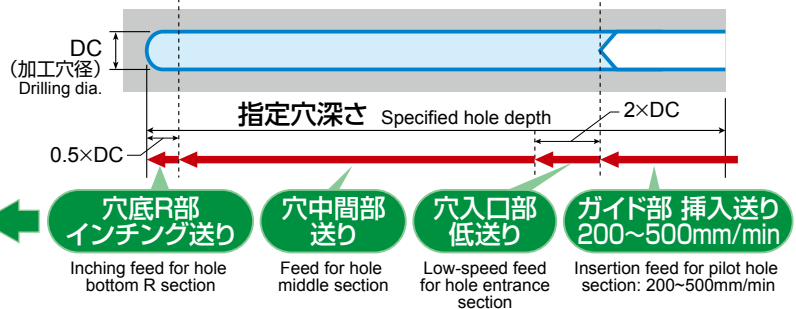 DC
(加工穴径)
Drilling dia.
指定穴深さ Specified hole depth
2×DC
0.5×DC
穴底R部
インチング送り
Inching feed for hole
bottom R section
穴中間部
送り
Feed for hole
middle section
穴入口部
低送り
Low-speed feed
for hole entrance
section
ガイド部 挿入送り
200~500mm/min
Insertion feed for pilot hole
section: 200~500mm/min